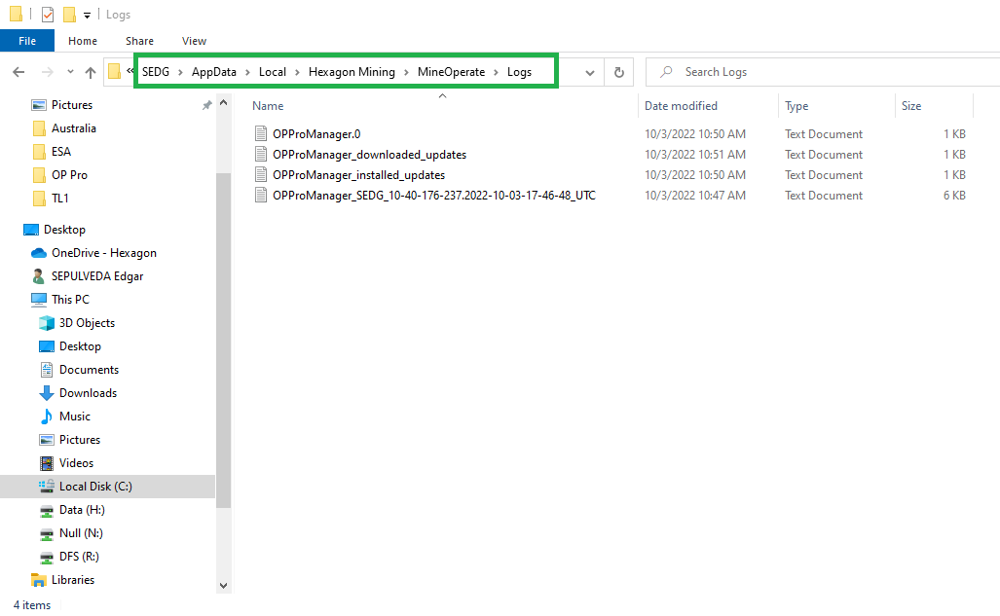 Logs
File Home Share View
« SEDG > AppData > Local > Hexagon Mining > MineOperate > Logs
Search Logs
Pictures
Australia
ESA
OP Pro
TL1
Desktop
OneDrive - Hexagon
SEPULVEDA Edgar
This PC
3D Objects
Desktop
Documents
Downloads
Music
Pictures
Videos
Local Disk (C:)
Data (H:)
Null (N:)
DFS (R:)
Libraries
Name Date modified Type Size
OPProManager.0 10/3/2022 10:50 AM Text Document 1 KB
OPProManager_downloaded_updates 10/3/2022 10:51 AM Text Document 1 KB
OPProManager_installed_updates 10/3/2022 10:50 AM Text Document 1 KB
OPProManager_SEDG_10-40-176-237.2022-10-03-17-46-48_UTC 10/3/2022 10:47 AM Text Document 6 KB
4 items